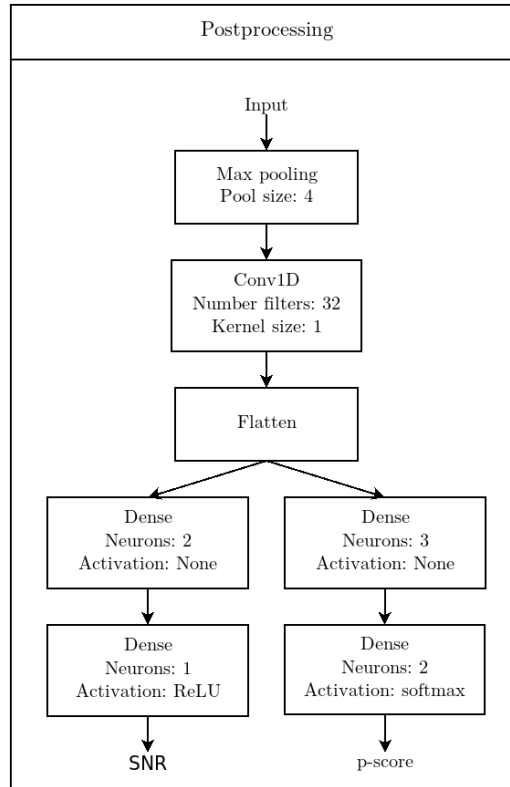 Postprocessing
Input
Max pooling
Pool size: 4
Conv1D
Number filters: 32
Kernel size: 1
Flatten
Dense
Neurons: 2
Activation: None
Dense
Neurons: 3
Activation: None
Dense
Neurons: 1
Activation: ReLU
Dense
Neurons: 2
Activation: softmax
SNR
p-score